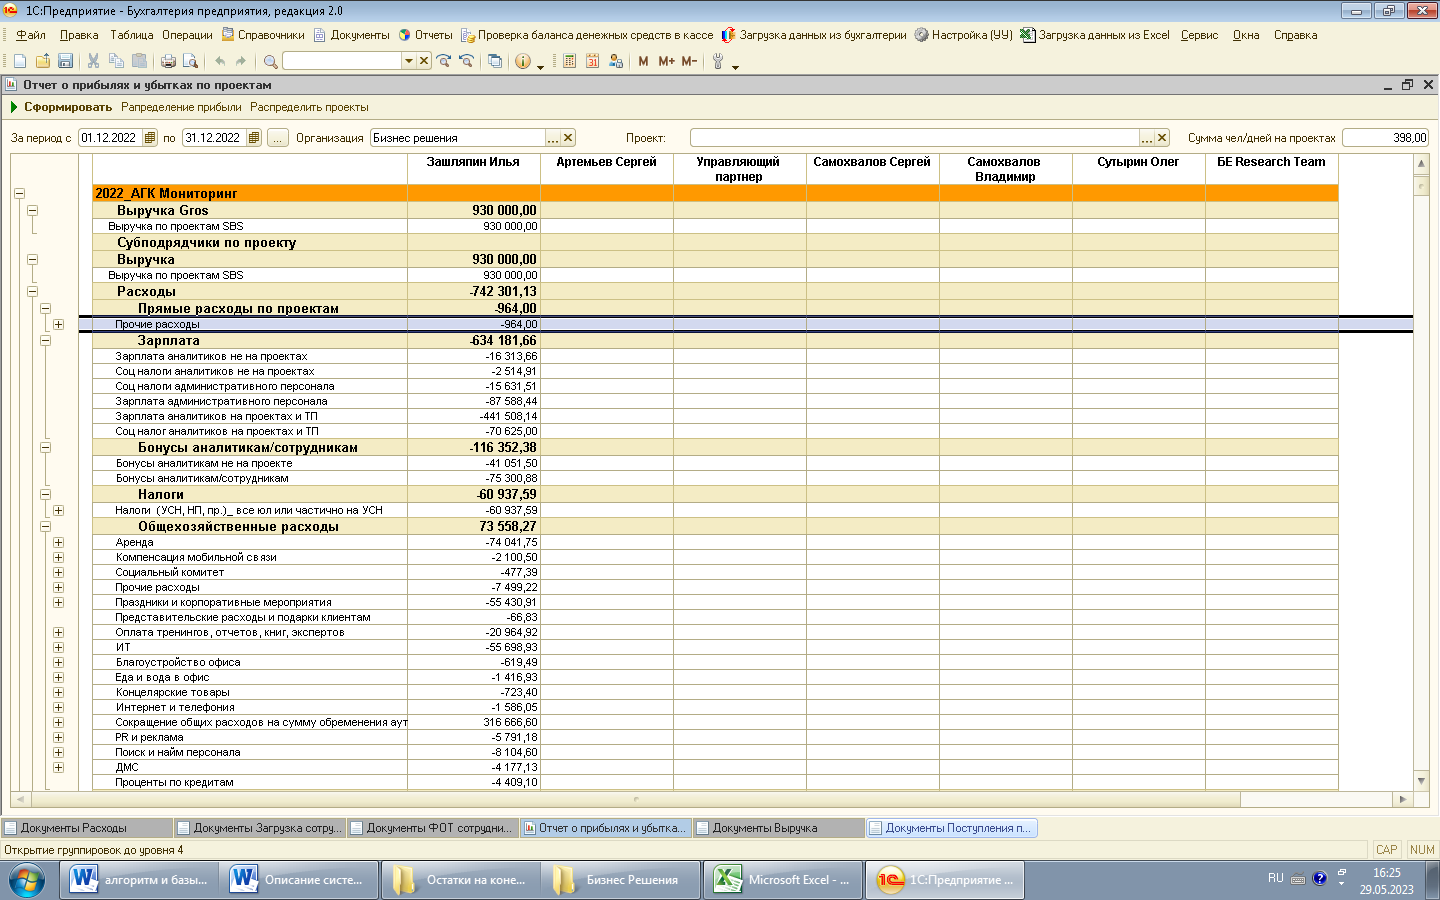 1С:Предприятие - Бухгалтерия предприятия, редакция 2.0
Файл Правка Таблица Операции Справочники Документы Отчеты Проверка баланса денежных средств в кассе Загрузка данных из бухгалтерии Настройка (УУ) Загрузка данных из Excel Сервис Окна Справка
M M+ M-
Отчет о прибылях и убытках по проектам
Сформировать Рапределение прибыли Распределить проекты
За период с 01.12.2022 по 31.12.2022 ... Организация Бизнес решения ... Проект: ... Сумма чел/дней на проектах 398,00
Зашляпин Илья Артемьев Сергей Управляющий партнер Самохвалов Сергей Самохвалов Владимир Сутырин Олег БЕ Research Team
2022_АГК Мониторинг
Выручка Gros 930 000,00
Выручка по проектам SBS 930 000,00
Субподрядчики по проекту
Выручка 930 000,00
Выручка по проектам SBS 930 000,00
Расходы -742 301,13
Прямые расходы по проектам -964,00
Прочие расходы -964,00
Зарплата -634 181,66
Зарплата аналитиков не на проектах -16 313,66
Соц налоги аналитиков не на проектах -2 514,91
Соц налоги административного персонала -15 631,51
Зарплата административного персонала -87 588,44
Зарплата аналитиков на проектах и ТП -441 508,14
Соц налог аналитиков на проектах и ТП -70 625,00
Бонусы аналитикам/сотрудникам -116 352,38
Бонусы аналитикам не на проекте -41 051,50
Бонусы аналитикам/сотрудникам -75 300,88
Налоги -60 937,59
Налоги (УСН, НП, пр.)_ все юл или частично на УСН -60 937,59
Общехозяйственные расходы 73 558,27
Аренда -74 041,75
Компенсация мобильной связи -2 100,50
Социальный комитет -477,39
Прочие расходы -7 499,22
Праздники и корпоративные мероприятия -55 430,91
Представительские расходы и подарки клиентам -66,83
Оплата тренингов, отчетов, книг, экспертов -20 964,92
ИТ -55 698,93
Благоустройство офиса -619,49
Еда и вода в офис -1 416,93
Концелярские товары -723,40
Интернет и телефония -1 586,05
Сокращение общих расходов на сумму обременения аут 316 666,60
PR и реклама -5 791,18
Поиск и найм персонала -8 104,60
ДМС -4 177,13
Проценты по кредитам -4 409,10
Документы Расходы Документы Загрузка сотру... Документы ФОТ сотрудни... Отчет о прибылях и убытка... Документы Выручка Документы Поступления п...
Открытие группировок до уровня 4 CAP NUM
алгоритм и базы... Описание систе... Остатки на коне... Бизнес Решения Microsoft Excel - ... 1С:Предприятие ... RU 16:25
29.05.2023